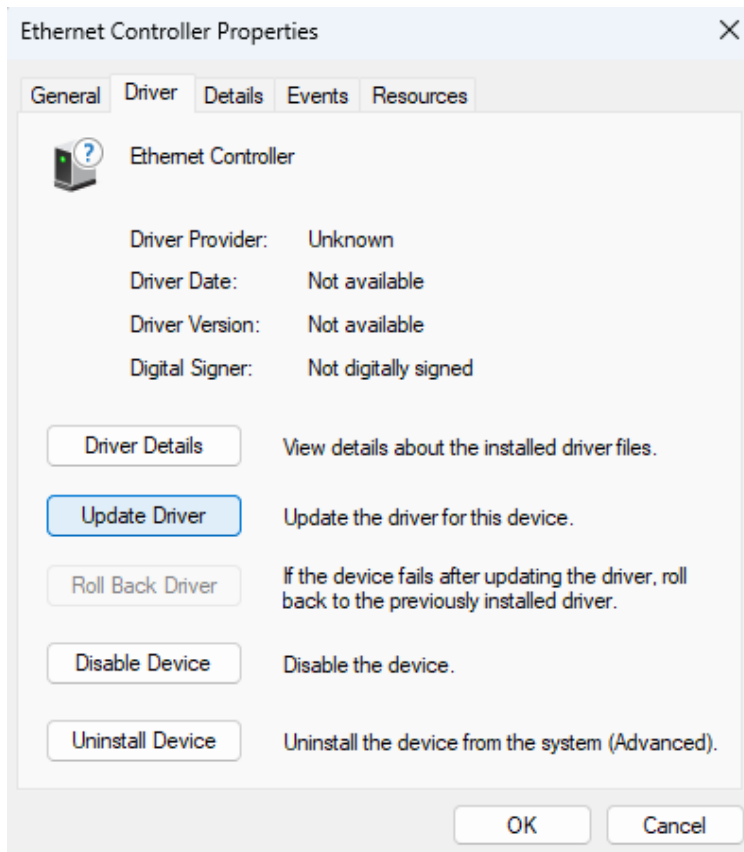 Ethernet Controller Properties
General Driver Details Events Resources
?
Ethernet Controller
Driver Provider: Unknown
Driver Date: Not available
Driver Version: Not available
Digital Signer: Not digitally signed
Driver Details View details about the installed driver files.
Update Driver Update the driver for this device.
Roll Back Driver If the device fails after updating the driver, roll
back to the previously installed driver.
Disable Device Disable the device.
Uninstall Device Uninstall the device from the system (Advanced).
OK Cancel